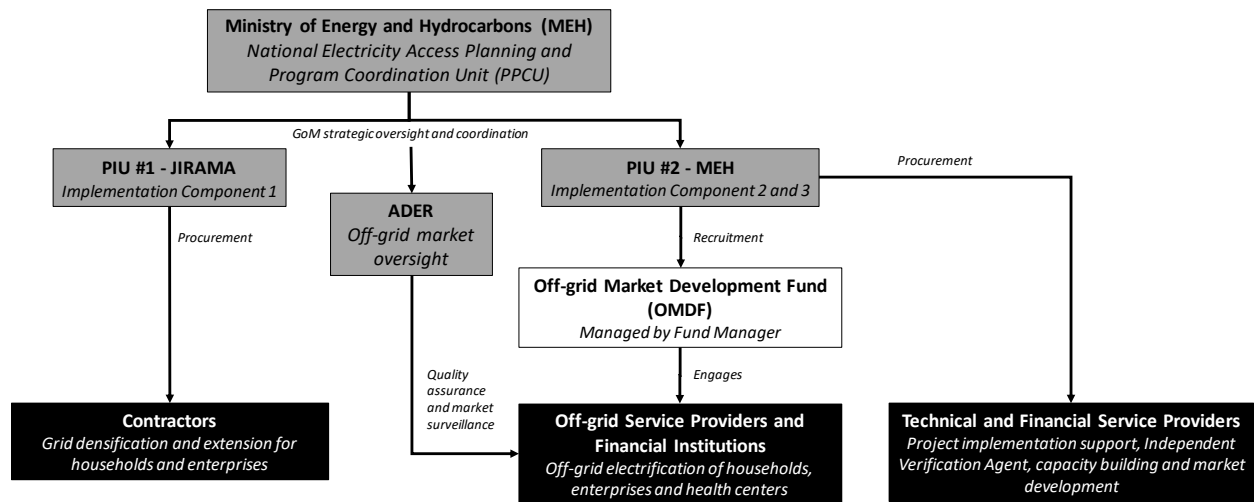 Ministry of Energy and Hydrocarbons (MEH)
National Electricity Access Planning and
Program Coordination Unit (PPCU)
GoM strategic oversight and coordination
PIU #1 - JIRAMA
Implementation Component 1
PIU #2 - MEH
Implementation Component 2 and 3
Procurement
ADER
Off-grid market
oversight
Procurement
Recruitment
Off-grid Market Development Fund
(OMDF)
Managed by Fund Manager
Quality
assurance
and market
surveillance
Engages
Contractors
Grid densification and extension for
households and enterprises
Off-grid Service Providers and
Financial Institutions
Off-grid electrification of households,
enterprises and health centers
Technical and Financial Service Providers
Project implementation support, Independent
Verification Agent, capacity building and market
development